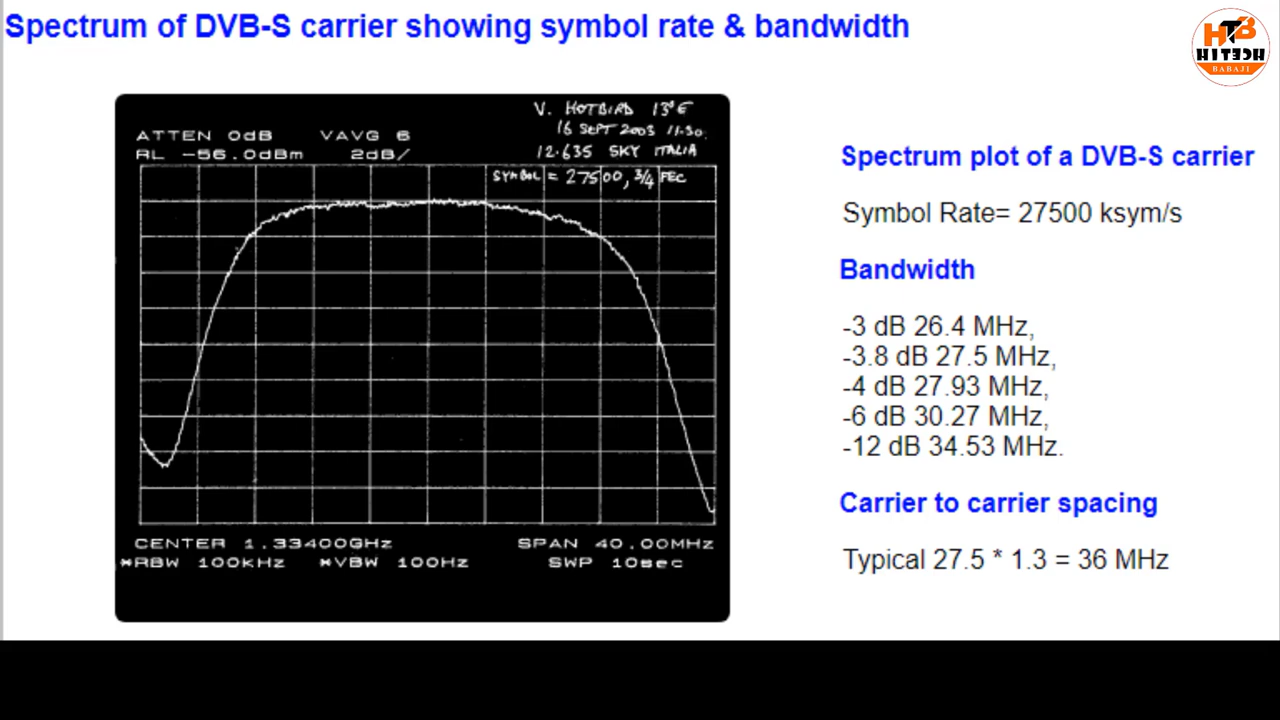 Spectrum of DVB-S carrier showing symbol rate & bandwidth
HTB
HITECH
BABAJI
V. HOTBIRD 13°E
16 SEPT 2003 11.30.
12.635 SKY ITALIA
SYMBOL = 27500, 3/4 FEC
ATTEN 0dB VAVG 6
RL -56.0dBm 2dB/
CENTER 1.33400GHz SPAN 40.00MHz
*RBW 100kHz *VBW 100Hz SWP 10sec
Spectrum plot of a DVB-S carrier
Symbol Rate= 27500 ksym/s
Bandwidth
-3 dB 26.4 MHz,
-3.8 dB 27.5 MHz,
-4 dB 27.93 MHz,
-6 dB 30.27 MHz,
-12 dB 34.53 MHz.
Carrier to carrier spacing
Typical 27.5 * 1.3 = 36 MHz